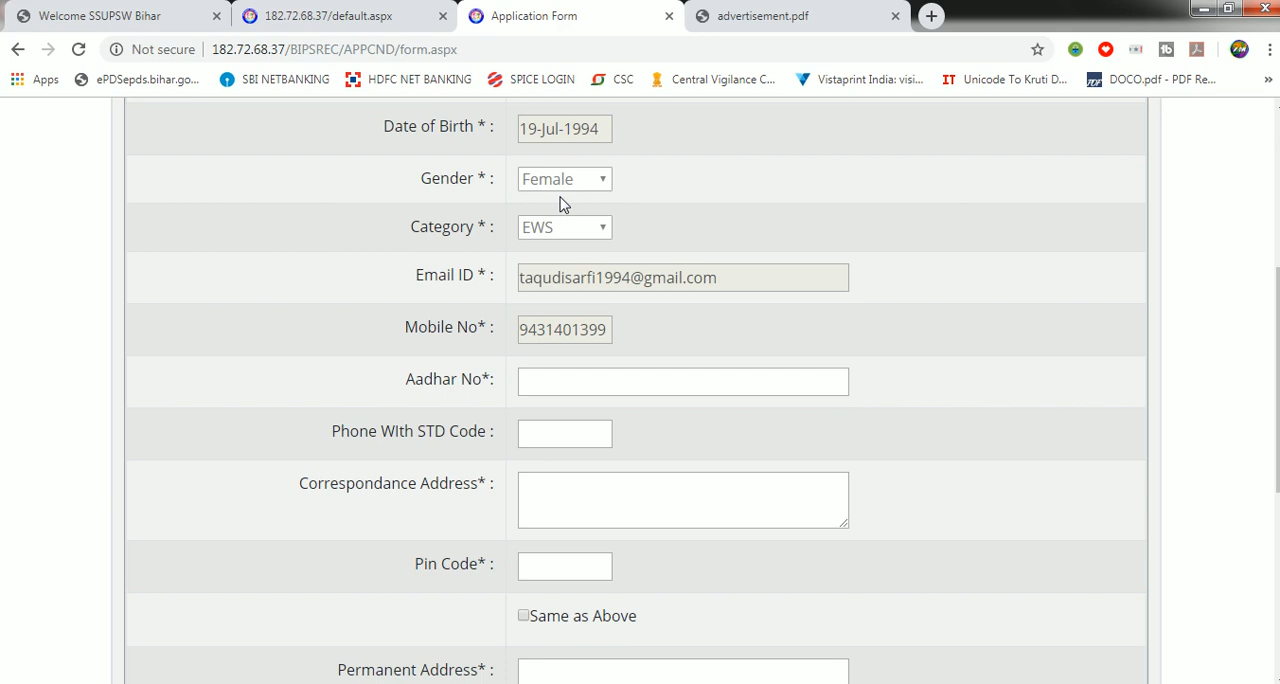 Welcome SSUPSW Bihar
182.72.68.37/default.aspx
Application Form
advertisement.pdf
Not secure
182.72.68.37/BIPSREC/APPCND/form.aspx
Apps
ePDSepds.bihar.go...
SBI NETBANKING
HDFC NET BANKING
SPICE LOGIN
CSC
Central Vigilance C...
Vistaprint India: visi...
IT Unicode To Kruti D...
DOCO.pdf - PDF Re...
»
Date of Birth * : 19-Jul-1994
Gender * : Female
Category * : EWS
Email ID * : taqudisarfi1994@gmail.com
Mobile No* : 9431401399
Aadhar No*:
Phone WIth STD Code :
Correspondance Address* :
Pin Code* :
Same as Above
Permanent Address* :